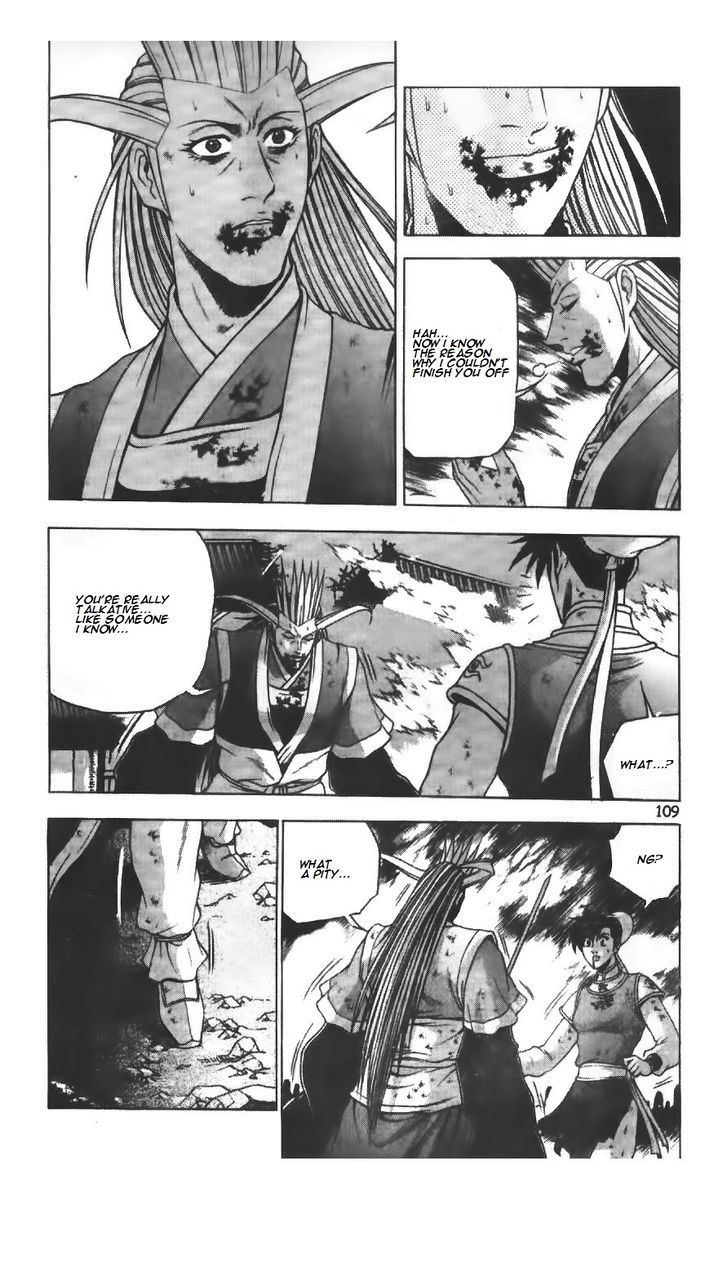 HAH...
NOW I KNOW
THE REASON
WHY I COULDN'T
FINISH YOU OFF
YOU'RE REALLY
TALKATIVE...
LIKE SOMEONE
I KNOW...
WHAT...?
109
WHAT
A PITY...
NG?